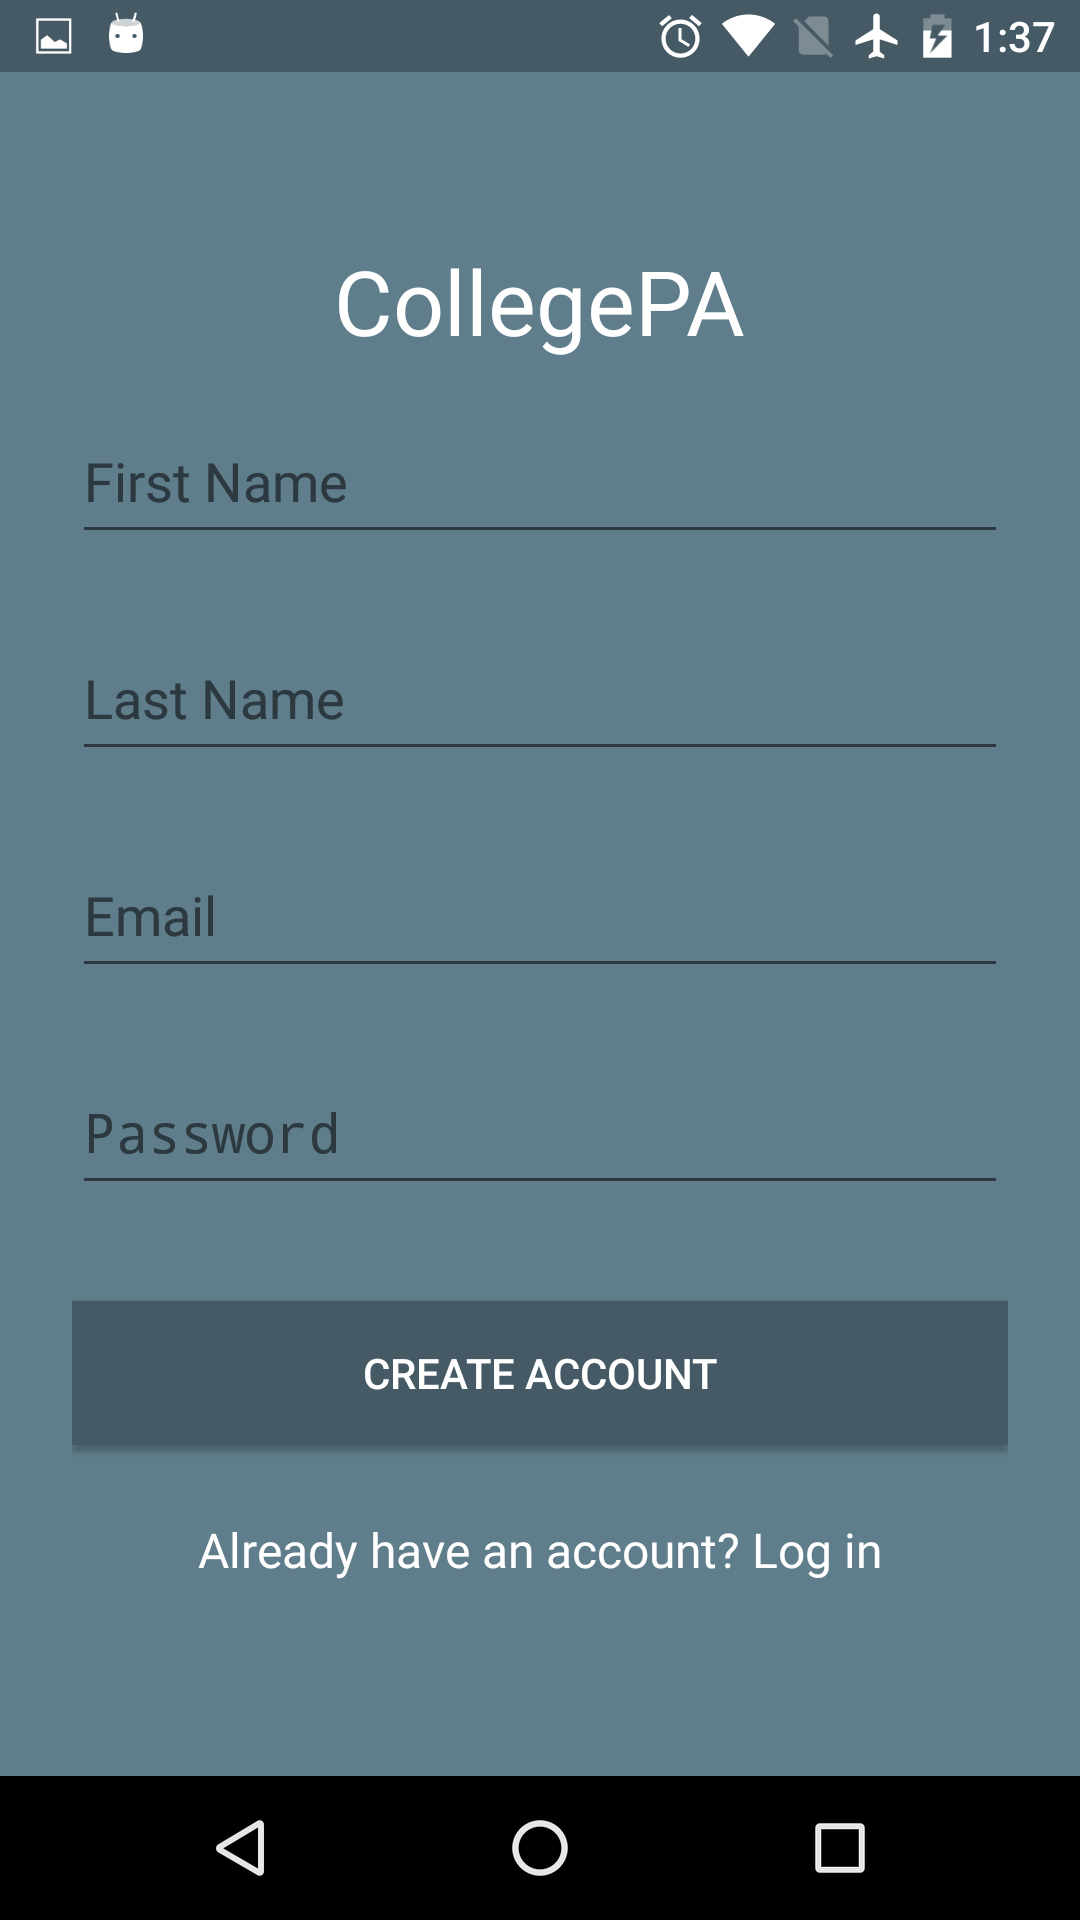 1:37
CollegePA
First Name
Last Name
Email
Password
CREATE ACCOUNT
Already have an account? Log in